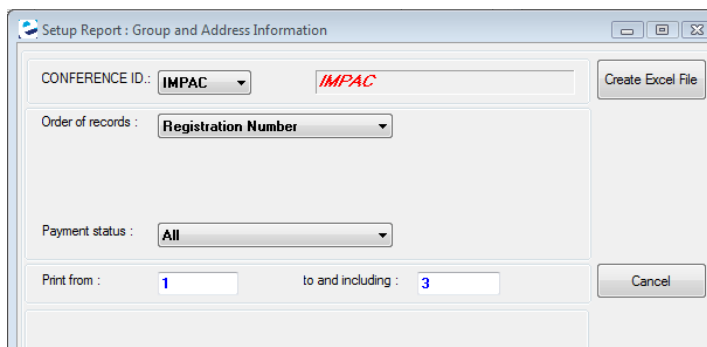 Setup Report : Group and Address Information
CONFERENCE ID.: IMPAC IMPAC Create Excel File
Order of records : Registration Number
Payment status : All
Print from : 1 to and including : 3 Cancel